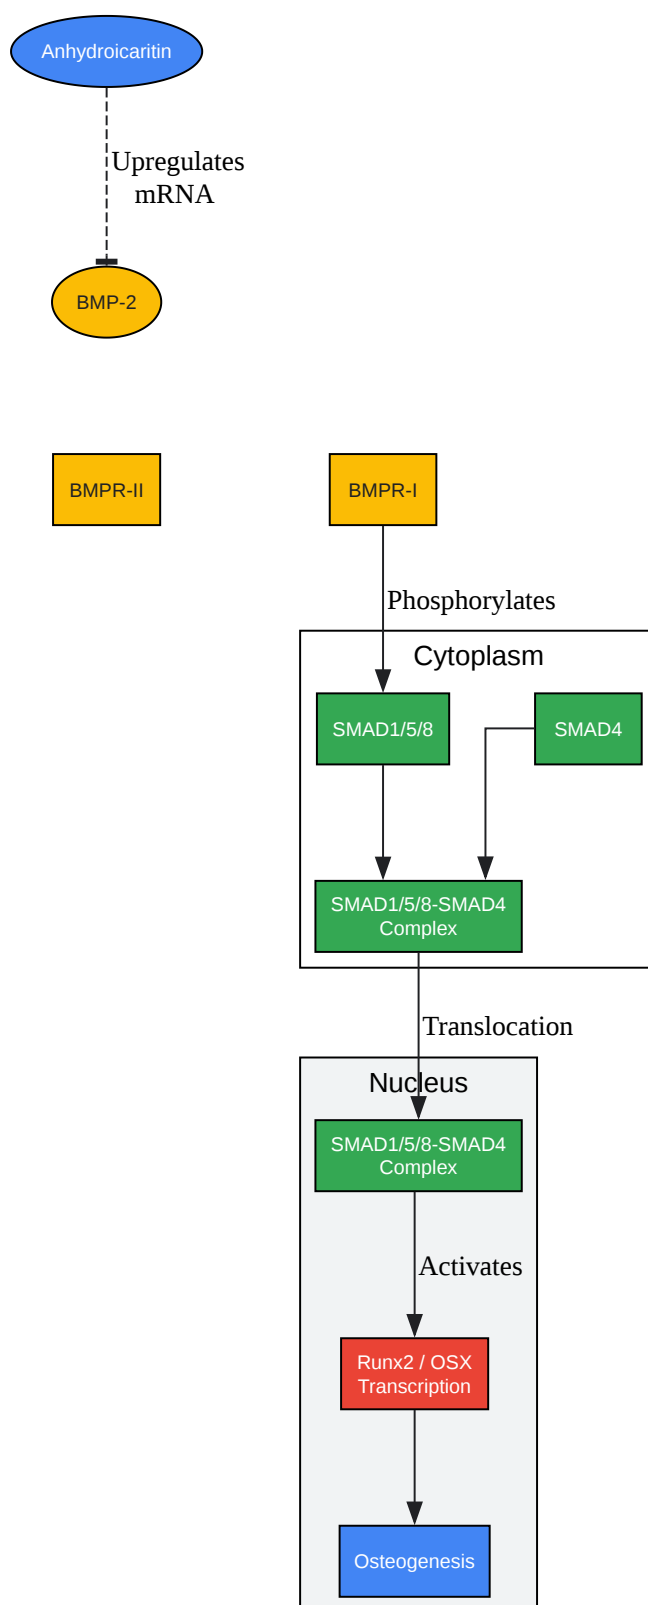 Anhydroicaritin
Upregulates
mRNA
BMP-2
BMPR-II
BMPR-I
Phosphorylates
Cytoplasm
SMAD1/5/8
SMAD4
SMAD1/5/8-SMAD4
Complex
Translocation
Nucleus
SMAD1/5/8-SMAD4
Complex
Activates
Runx2 / OSX
Transcription
Osteogenesis